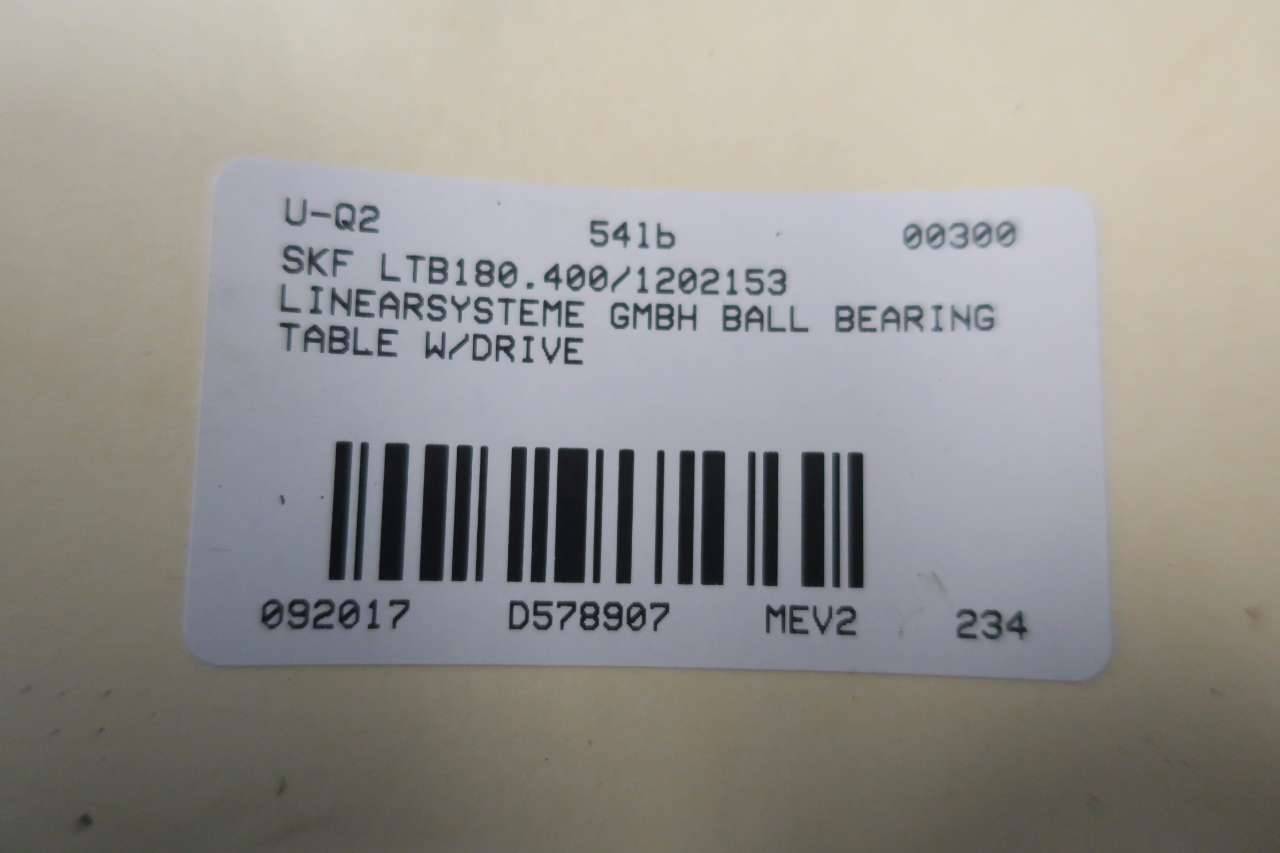 U-Q2 541b 00300
SKF LTB180.400/1202153
LINEARSYSTEME GMBH BALL BEARING
TABLE W/DRIVE
092017 D578907 MEV2 234